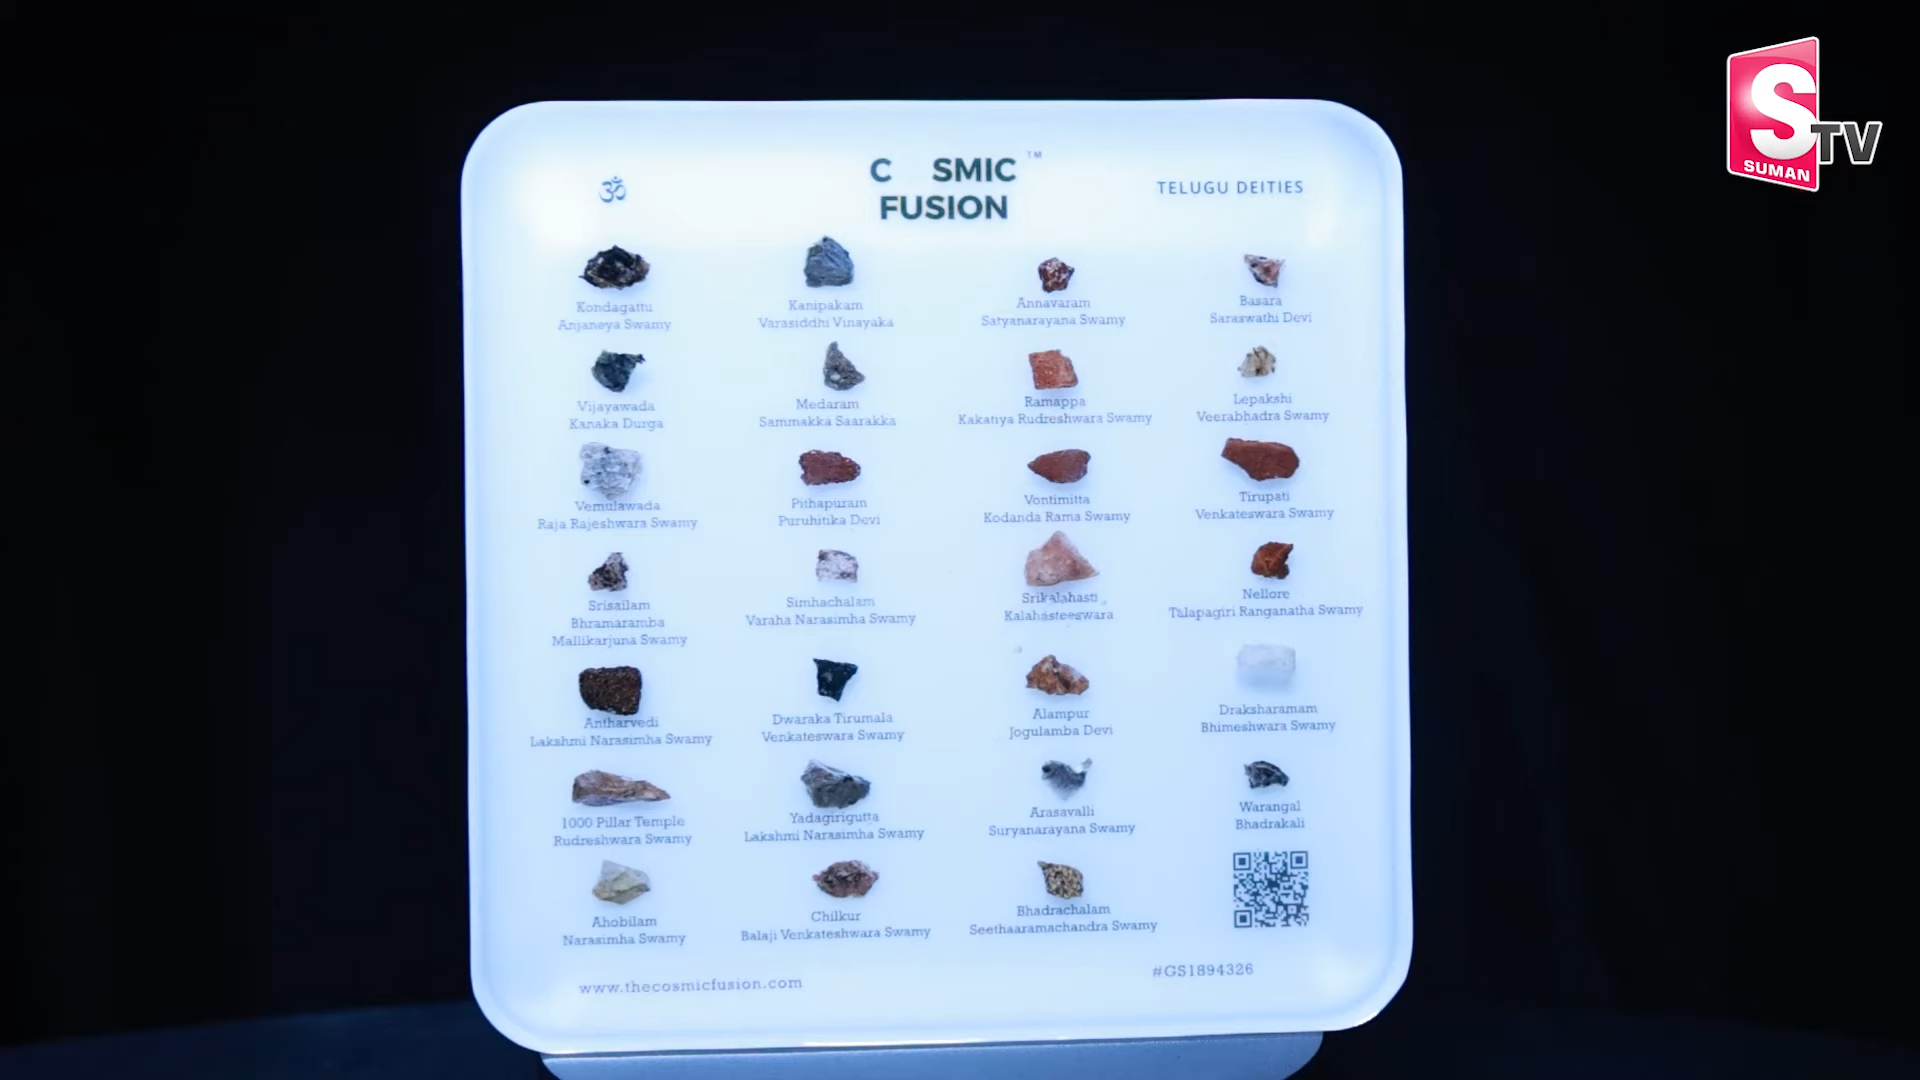 S
TV
SUMAN
ॐ
C SMIC ™
FUSION
TELUGU DEITIES
Kondagattu
Anjaneya Swamy
Kanipakam
Varasiddhi Vinayaka
Annavaram
Satyanarayana Swamy
Basara
Saraswathi Devi
Vijayawada
Kanaka Durga
Medaram
Sammakka Saarakka
Ramappa
Kakatiya Rudreshwara Swamy
Lepakshi
Veerabhadra Swamy
Vemulawada
Raja Rajeshwara Swamy
Pithapuram
Puruhitika Devi
Vontimitta
Kodanda Rama Swamy
Tirupati
Venkateswara Swamy
Srisailam
Bhramaramba
Mallikarjuna Swamy
Simhachalam
Varaha Narasimha Swamy
Srikalahasti
Kalahasteeswara
Nellore
Talapagiri Ranganatha Swamy
Antharvedi
Lakshmi Narasimha Swamy
Dwaraka Tirumala
Venkateswara Swamy
Alampur
Jogulamba Devi
Draksharamam
Bhimeshwara Swamy
1000 Pillar Temple
Rudreshwara Swamy
Yadagirigutta
Lakshmi Narasimha Swamy
Arasavalli
Suryanarayana Swamy
Warangal
Bhadrakali
Ahobilam
Narasimha Swamy
Chilkur
Balaji Venkateshwara Swamy
Bhadrachalam
Seethaaramachandra Swamy
www.thecosmicfusion.com
#GS1894326